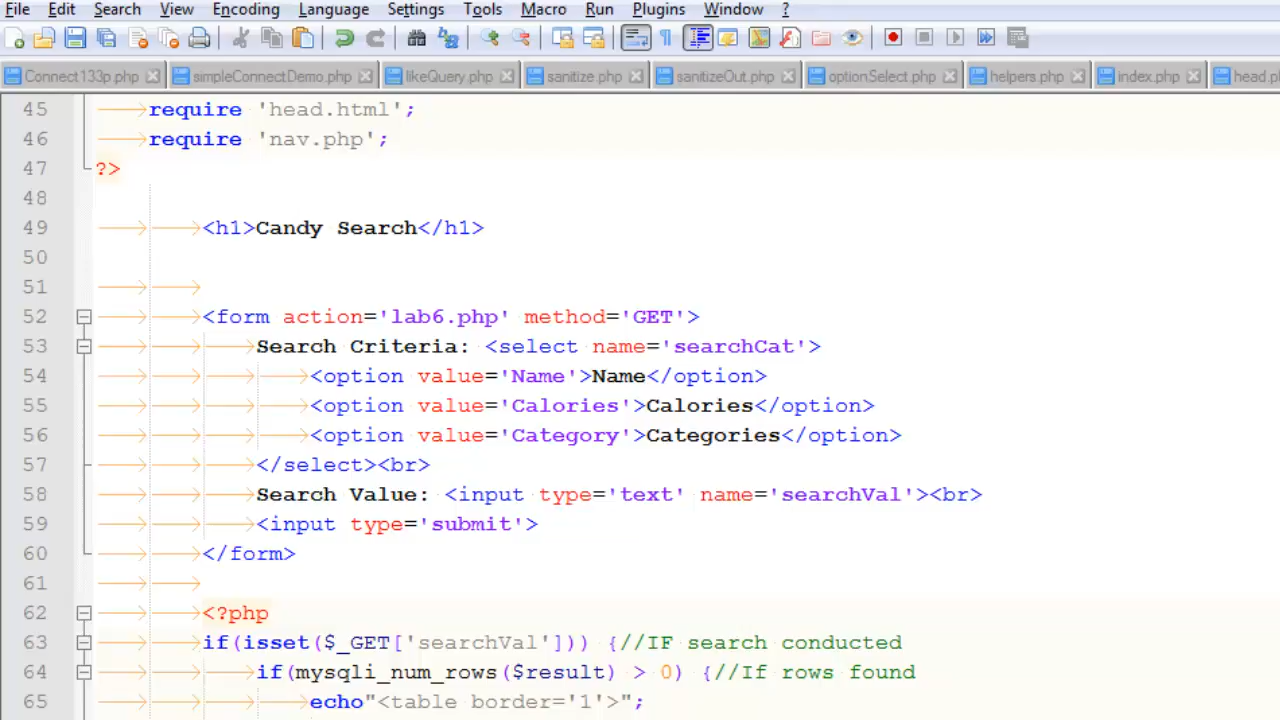 File Edit Search View Encoding Language Settings Tools Macro Run Plugins Window ?
Connect133p.php simpleConnectDemo.php likeQuery.php sanitize.php sanitizeOut.php optionSelect.php helpers.php index.php head.p
45 require 'head.html';
46 require 'nav.php';
47 ?>
48
49 <h1>Candy Search</h1>
50
51
52 <form action='lab6.php' method='GET'>
53 Search Criteria: <select name='searchCat'>
54 <option value='Name'>Name</option>
55 <option value='Calories'>Calories</option>
56 <option value='Category'>Categories</option>
57 </select><br>
58 Search Value: <input type='text' name='searchVal'><br>
59 <input type='submit'>
60 </form>
61
62 <?php
63 if(isset($_GET['searchVal'])) {//IF search conducted
64 if(mysqli_num_rows($result) > 0) {//If rows found
65 echo"<table border='1'>";